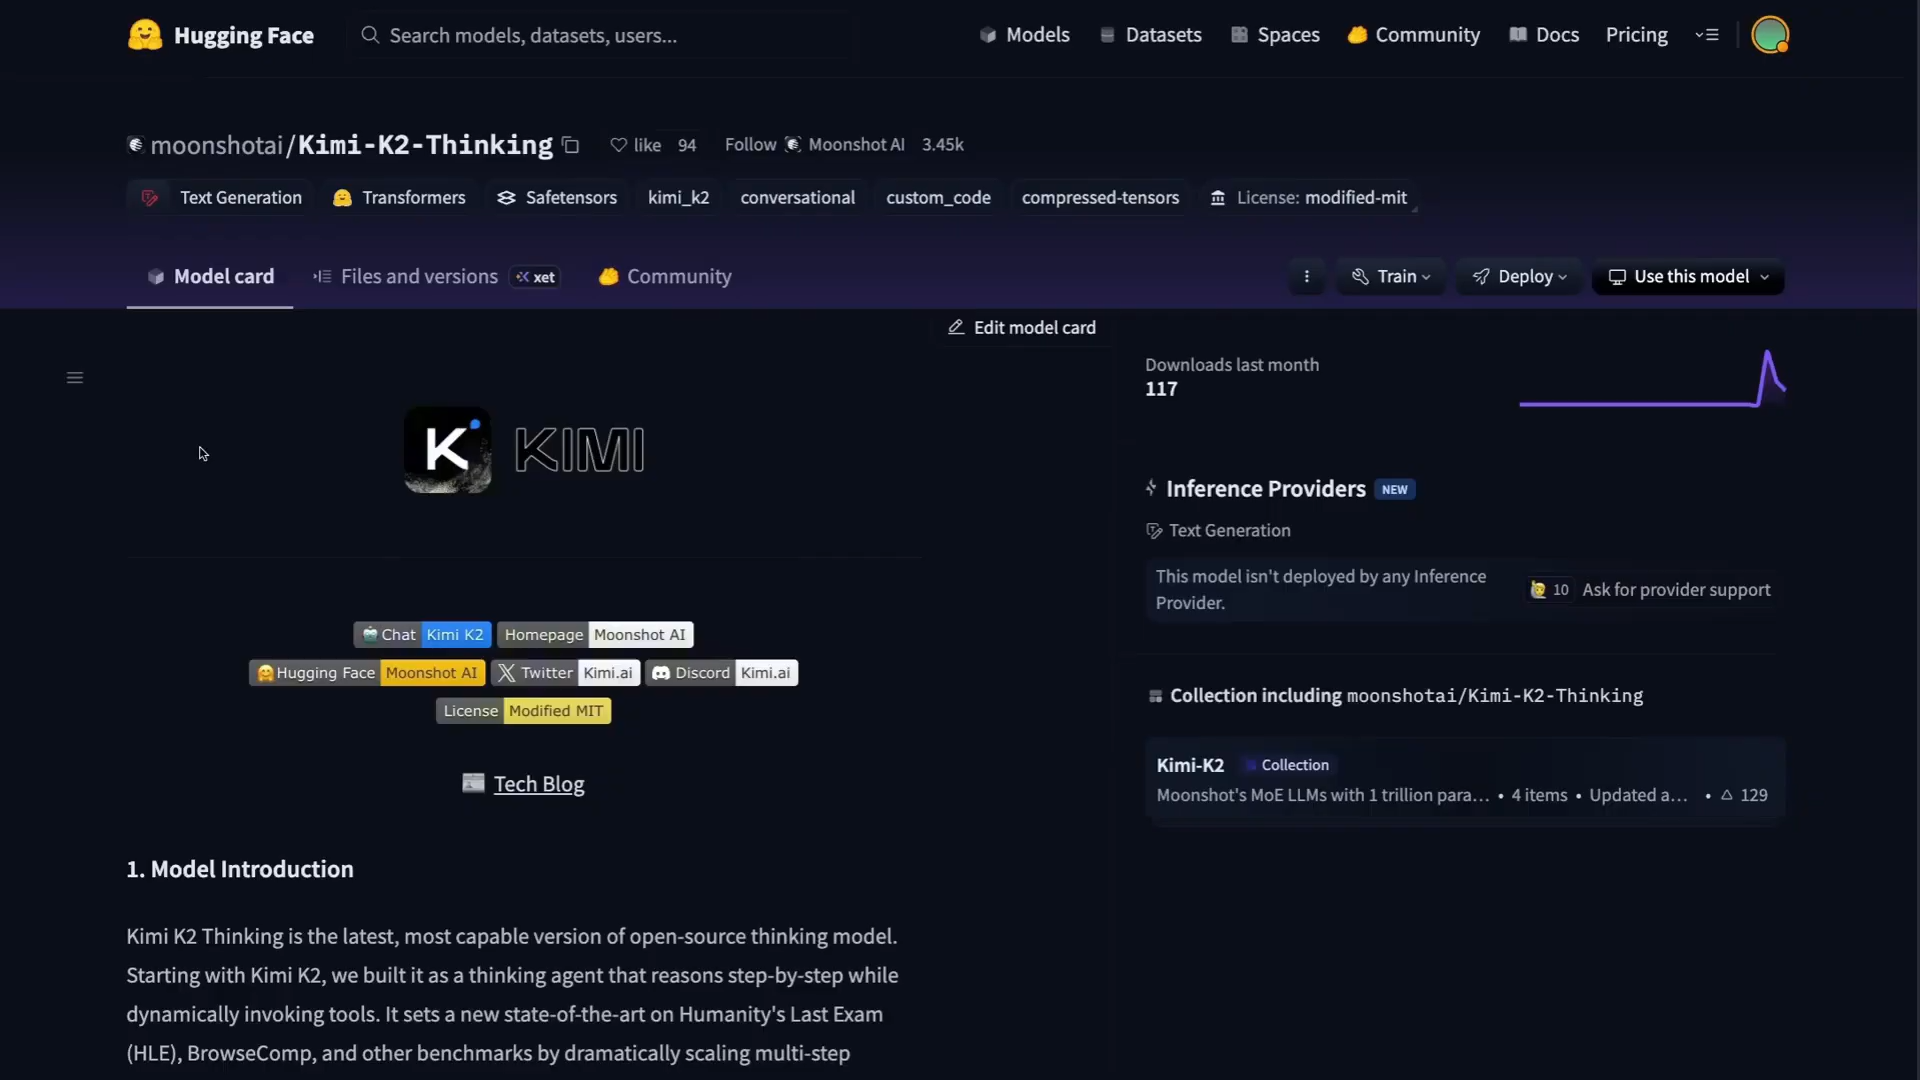 Hugging Face
Search models, datasets, users...
Models
Datasets
Spaces
Community
Docs
Pricing
moonshotai/Kimi-K2-Thinking
like 94
Follow Moonshot AI 3.45k
Text Generation
Transformers
Safetensors
kimi_k2
conversational
custom_code
compressed-tensors
License: modified-mit
Model card
Files and versions
xet
Community
Train
Deploy
Use this model
Edit model card
K KIMI
Chat Kimi K2
Homepage Moonshot AI
Hugging Face Moonshot AI
Twitter Kimi.ai
Discord Kimi.ai
License Modified MIT
Tech Blog
1. Model Introduction
Kimi K2 Thinking is the latest, most capable version of open-source thinking model.
Starting with Kimi K2, we built it as a thinking agent that reasons step-by-step while
dynamically invoking tools. It sets a new state-of-the-art on Humanity's Last Exam
(HLE), BrowseComp, and other benchmarks by dramatically scaling multi-step
Downloads last month
117
Inference Providers NEW
Text Generation
This model isn't deployed by any Inference
Provider.
10 Ask for provider support
Collection including moonshotai/Kimi-K2-Thinking
Kimi-K2 Collection
Moonshot's MoE LLMs with 1 trillion para... • 4 items • Updated a... • 129